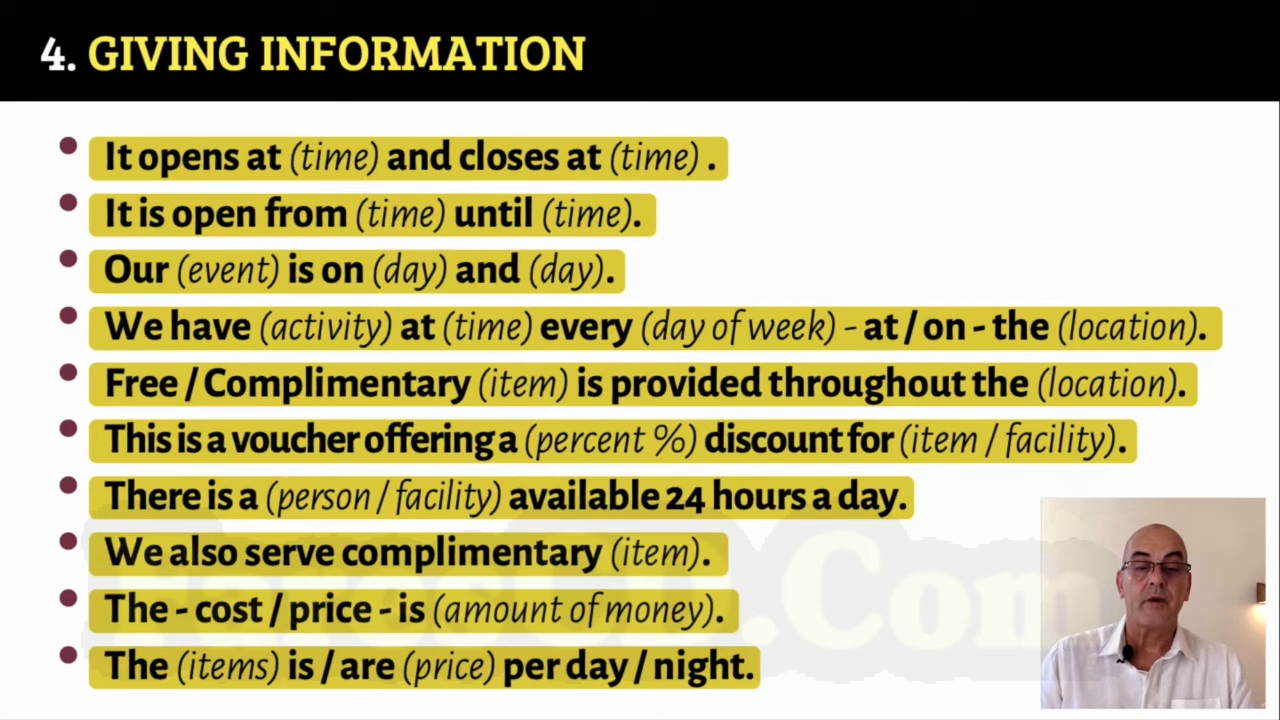 4. GIVING INFORMATION
It opens at (time) and closes at (time) .
It is open from (time) until (time).
Our (event) is on (day) and (day).
We have (activity) at (time) every (day of week) - at / on - the (location).
Free / Complimentary (item) is provided throughout the (location).
This is a voucher offering a (percent %) discount for (item / facility).
There is a (person / facility) available 24 hours a day.
We also serve complimentary (item).
The - cost / price - is (amount of money).
The (items) is / are (price) per day / night.